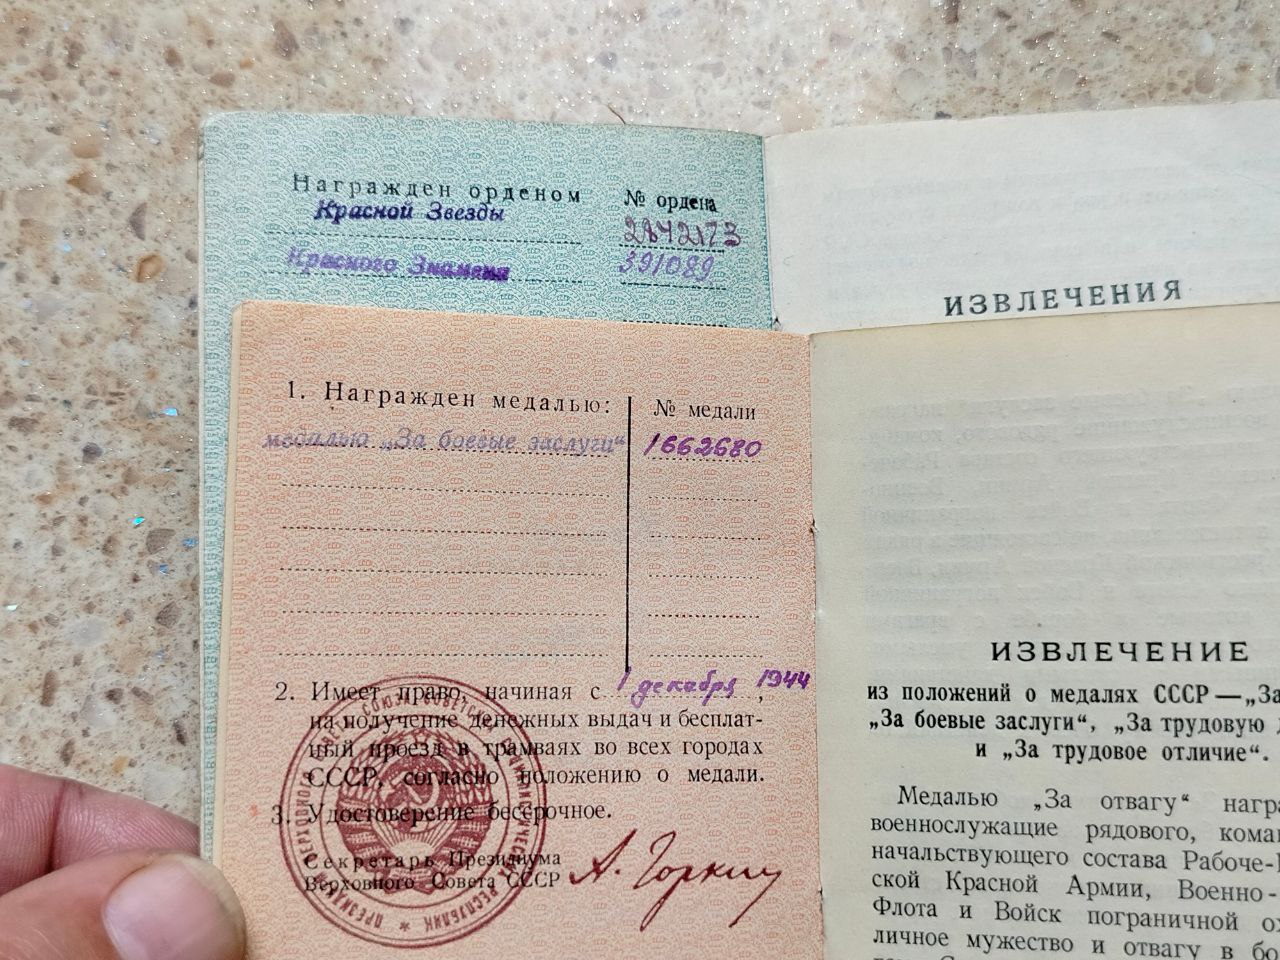 Награжден орденом № ордена
Красной Звезды 2842173
Красного Знамени 391089
ИЗВЛЕЧЕНИЯ
1. Награжден медалью: № медали
медалью „За боевые заслуги“ 1662680
2. Имеет право, начиная с 1 декабря 1944,
на получение денежных выдач и бесплат-
ный проезд в трамваях во всех городах
СССР, согласно положению о медали.
3. Удостоверение бессрочное.
Секретарь Президиума
Верховного Совета СССР А. Горкин
ИЗВЛЕЧЕНИЕ
из положений о медалях СССР — „За
„За боевые заслуги“, „За трудовую
и „За трудовое отличие“.
Медалью „За отвагу“ награ
военнослужащие рядового, коман
начальствующего состава Рабоче-
ской Красной Армии, Военно-
Флота и Войск пограничной ох
личное мужество и отвагу в бо